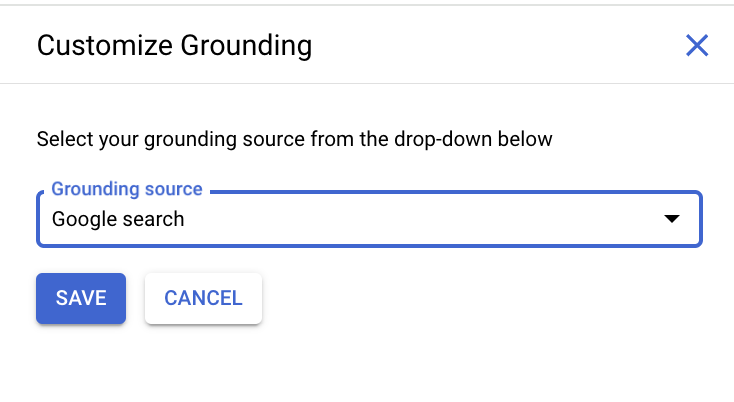 Customize Grounding
Select your grounding source from the drop-down below
Grounding source
Google search
SAVE CANCEL